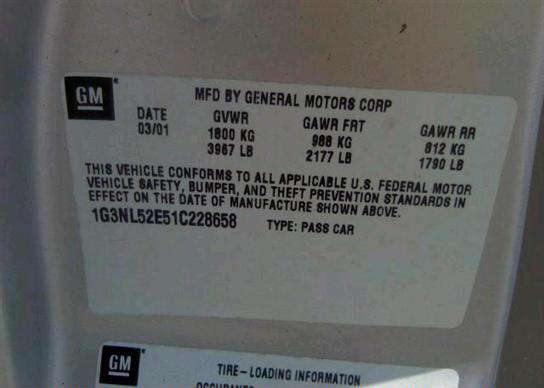 GM
MFD BY GENERAL MOTORS CORP
DATE GVWR GAWR FRT GAWR RR
03/01 1800 KG 988 KG 812 KG
3967 LB 2177 LB 1790 LB
THIS VEHICLE CONFORMS TO ALL APPLICABLE U.S. FEDERAL MOTOR
VEHICLE SAFETY, BUMPER, AND THEFT PREVENTION STANDARDS IN
EFFECT ON THE DATE OF MANUFACTURE SHOWN ABOVE.
1G3NL52E51C228658 TYPE: PASS CAR
GM
TIRE-LOADING INFORMATION